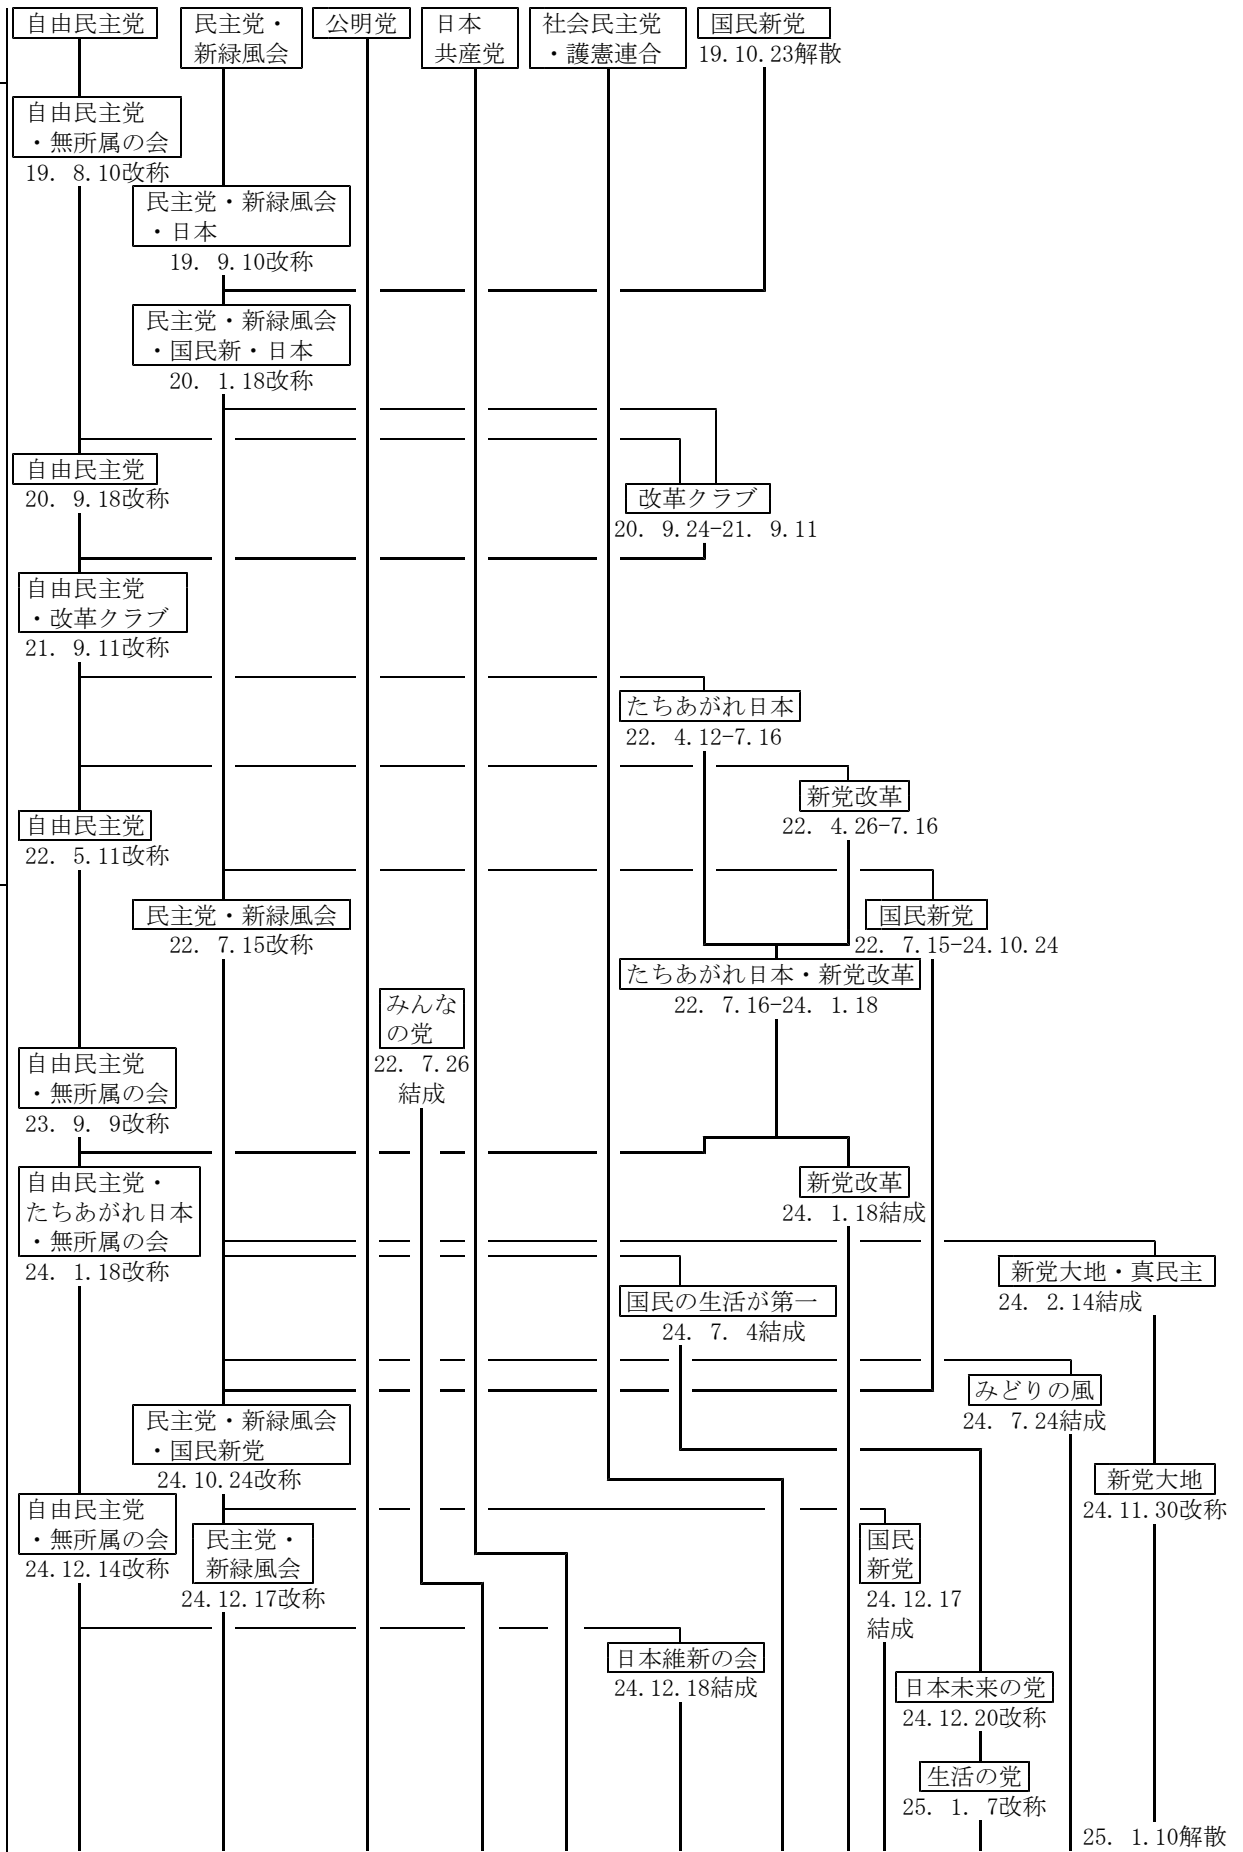 自由民主党
民主党・
新緑風会
公明党
日本
共産党
社会民主党
・護憲連合
国民新党
19.10.23解散
自由民主党
・無所属の会
19. 8.10改称
民主党・新緑風会
・日本
19. 9.10改称
民主党・新緑風会
・国民新・日本
20. 1.18改称
自由民主党
20. 9.18改称
改革クラブ
20. 9.24-21. 9.11
自由民主党
・改革クラブ
21. 9.11改称
たちあがれ日本
22. 4.12-7.16
新党改革
22. 4.26-7.16
自由民主党
22. 5.11改称
民主党・新緑風会
22. 7.15改称
国民新党
22. 7.15-24.10.24
たちあがれ日本・新党改革
22. 7.16-24. 1.18
みんな
の党
22. 7.26
結成
自由民主党
・無所属の会
23. 9. 9改称
自由民主党・
たちあがれ日本
・無所属の会
24. 1.18改称
新党改革
24. 1.18結成
新党大地・真民主
24. 2.14結成
国民の生活が第一
24. 7. 4結成
みどりの風
24. 7.24結成
民主党・新緑風会
・国民新党
24.10.24改称
新党大地
24.11.30改称
自由民主党
・無所属の会
24.12.14改称
民主党・
新緑風会
24.12.17改称
国民
新党
24.12.17
結成
日本維新の会
24.12.18結成
日本未来の党
24.12.20改称
生活の党
25. 1. 7改称
25. 1.10解散